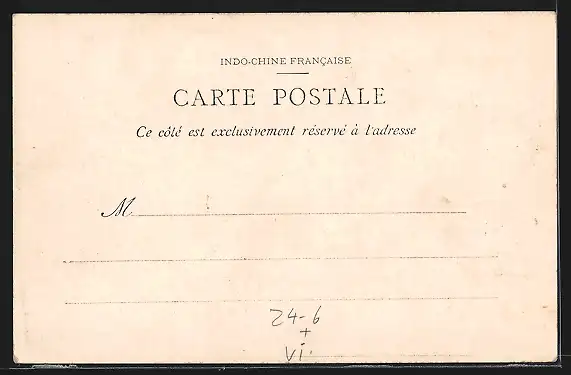 INDO-CHINE FRANÇAISE
CARTE POSTALE
Ce côté est exclusivement réservé à l'adresse
M
24-6
+
Vi.